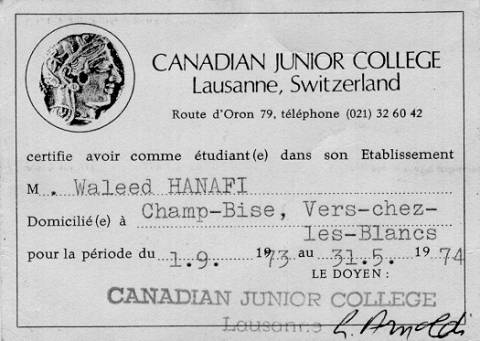 CANADIAN JUNIOR COLLEGE
Lausanne, Switzerland
Route d'Oron 79, téléphone (021) 32 60 42
certifie avoir comme étudiant(e) dans son Etablissement
M. Waleed HANAFI
Domicilié(e) à Champ-Bise, Vers-chez-
les-Blancs
pour la période du 1.9. 1973 au 31.5. 1974
LE DOYEN :
CANADIAN JUNIOR COLLEGE
Lausanne G. Arnoldi